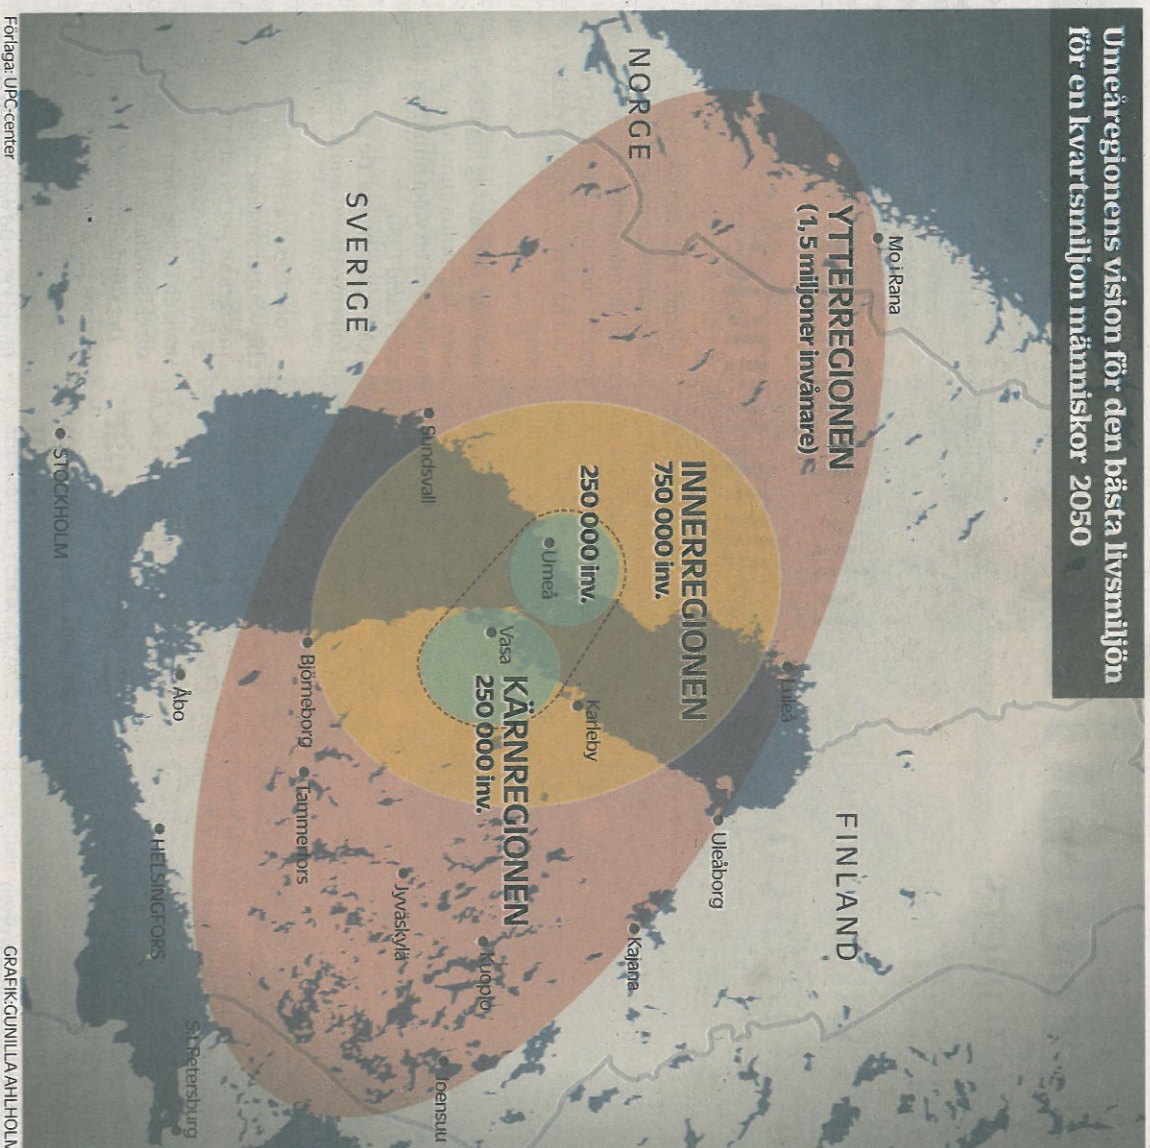 Umeåregionens vision för den bästa livsmiljön
för en kvartsmiljon människor 2050
NORGE
Mo i Rana
YTTERREGIONEN
(1,5 miljoner invånare)
SVERIGE
Sundsvall
STOCKHOLM
INNERREGIONEN
750 000 inv.
250 000 inv.
Umeå
Vasa
KÄRNREGIONEN
250 000 inv.
Luleå
Karleby
Björneborg
Åbo
Tammerfors
HELSINGFORS
Jyväskylä
Kuopio
Uleåborg
Kajana
FINLAND
Joensuu
S:t Petersburg
Förlaga: UPC-center
GRAFIK:GUNILLA AHLHOLM